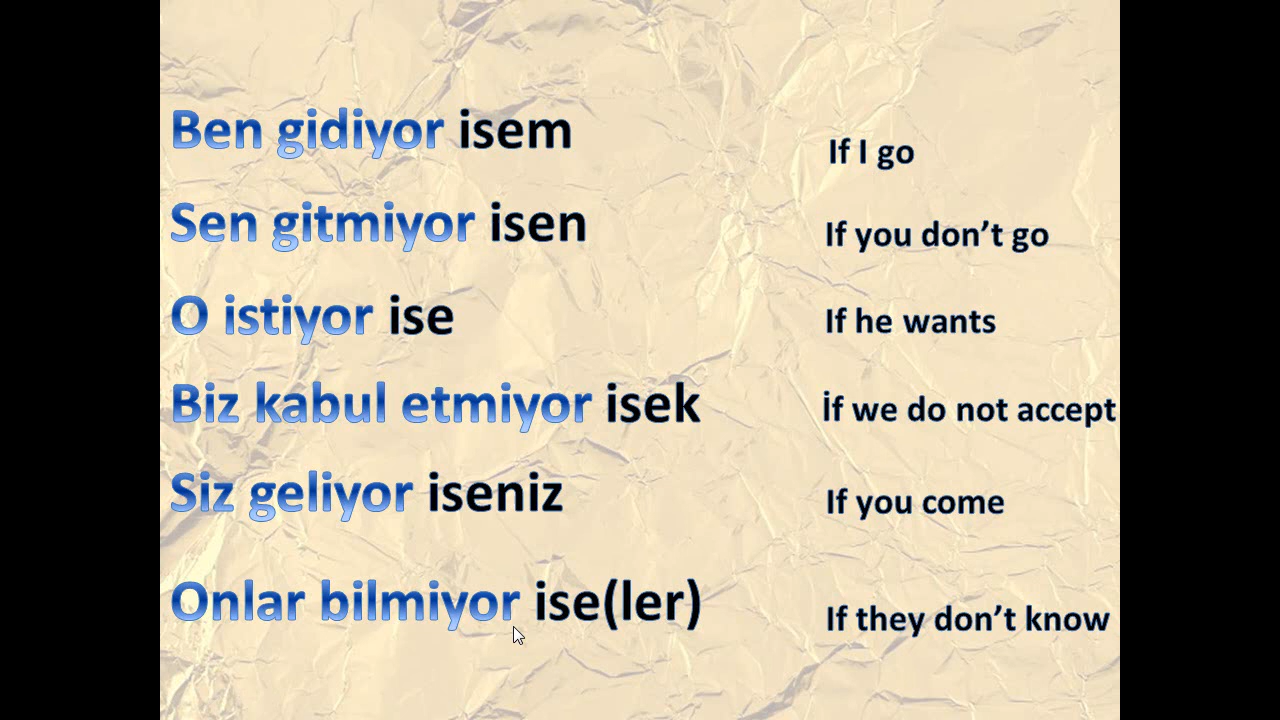 Ben gidiyor isem
If I go
Sen gitmiyor isen
If you don’t go
O istiyor ise
If he wants
Biz kabul etmiyor isek
İf we do not accept
Siz geliyor iseniz
If you come
Onlar bilmiyor ise(ler)
If they don’t know